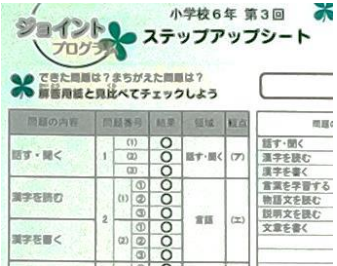 小学校6年 第3回
ジョイント
プログラム
ステップアップシート
できた問題は？まちがえた問題は？
解答用紙と見比べてチェックしよう
問題の内容 問題番号 結果 領域 観点
話す・聞く 1 (1) ○ 話す・聞く (ア)
(2) ○
(3) ○
漢字を読む 2 (1) ① ○ 言語 (エ)
② ○
③ ○
漢字を書く (2) ① ○
② ○
③ ○
問題の
話す・聞く
漢字を読む
漢字を書く
言葉を学習する
物語文を読む
説明文を読む
文章を書く